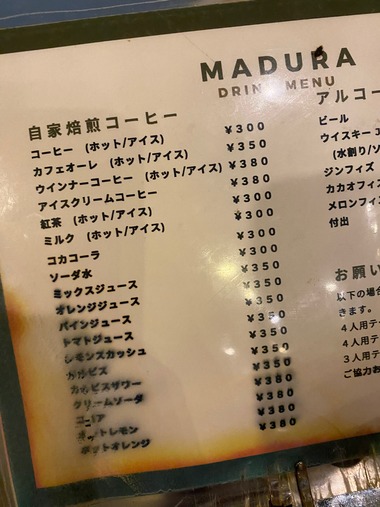 MADURA
DRINK MENU
自家焙煎コーヒー
コーヒー (ホット/アイス) ¥300
カフェオーレ (ホット/アイス) ¥350
ウインナーコーヒー (ホット/アイス) ¥380
アイスクリームコーヒー ¥380
紅茶 (ホット/アイス) ¥300
ミルク (ホット/アイス) ¥300
コカコーラ ¥300
ソーダ水 ¥300
ミックスジュース ¥350
オレンジジュース ¥350
パインジュース ¥350
トマトジュース ¥350
レモンスカッシュ ¥350
カルピス ¥350
カルピスサワー ¥380
クリームソーダ ¥380
ココア ¥380
ホットレモン ¥380
ホットオレンジ ¥380
アルコー
ビール
ウイスキー
(水割り/ソ
ジンフィズ
カカオフィ
メロンフィ
付出
お願い
以下の場
きます。
4人用テ
4人用テ
3人用テ
ご協力お